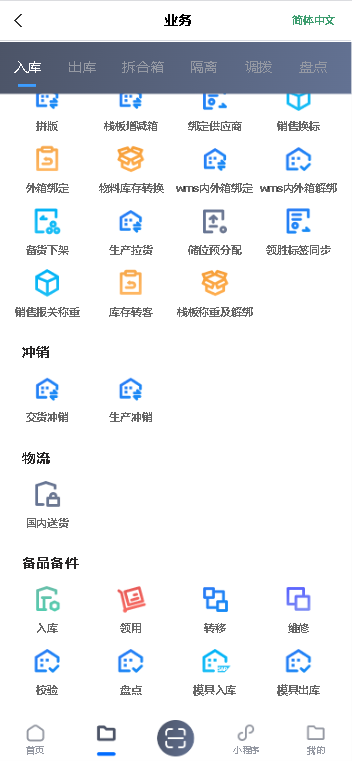 业务
简体中文
入库 出库 拆合箱 隔离 调拨 盘点
拼版 栈板增减箱 绑定供应商 销售换标
外箱绑定 物料库存转换 wms内外箱绑定 wms内外箱解绑
备货下架 生产拉货 储位预分配 领胜标签同步
销售报关称重 库存转客 栈板称重及解绑
冲销
交货冲销 生产冲销
物流
国内送货
备品备件
入库 领用 转移 维修
校验 盘点 模具入库 模具出库
首页 小程序 我的